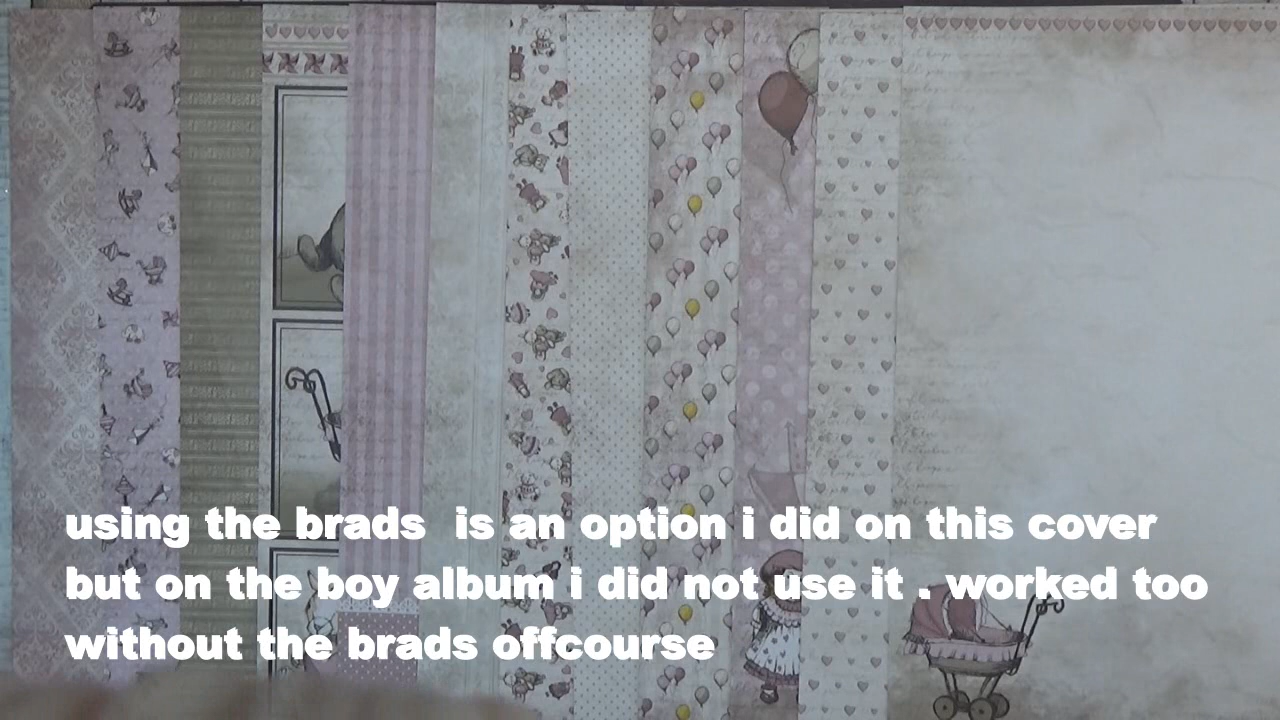 using the brads  is an option i did on this cover
but on the boy album i did not use it . worked too
without the brads offcourse